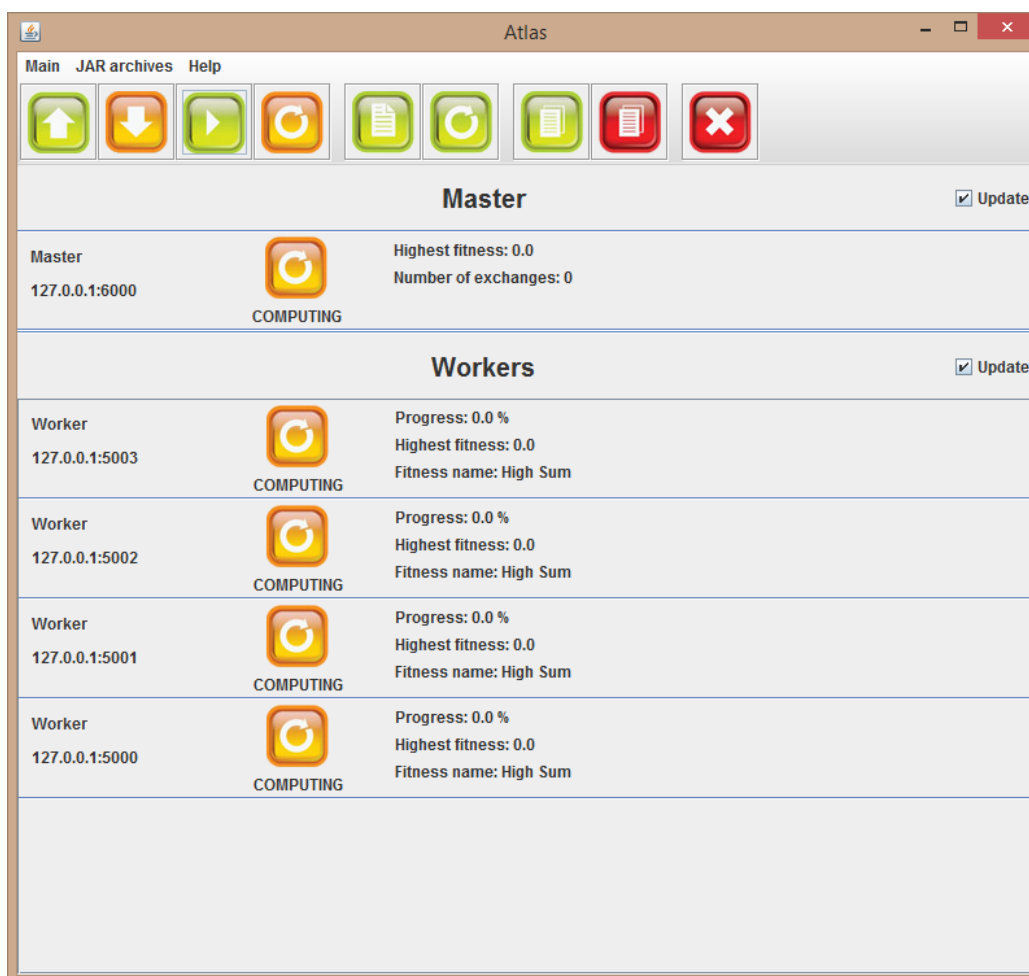 Atlas
Main JAR archives Help
Master
Update
Master
127.0.0.1:6000
COMPUTING
Highest fitness: 0.0
Number of exchanges: 0
Workers
Update
Worker
127.0.0.1:5003
COMPUTING
Progress: 0.0 %
Highest fitness: 0.0
Fitness name: High Sum
Worker
127.0.0.1:5002
COMPUTING
Progress: 0.0 %
Highest fitness: 0.0
Fitness name: High Sum
Worker
127.0.0.1:5001
COMPUTING
Progress: 0.0 %
Highest fitness: 0.0
Fitness name: High Sum
Worker
127.0.0.1:5000
COMPUTING
Progress: 0.0 %
Highest fitness: 0.0
Fitness name: High Sum